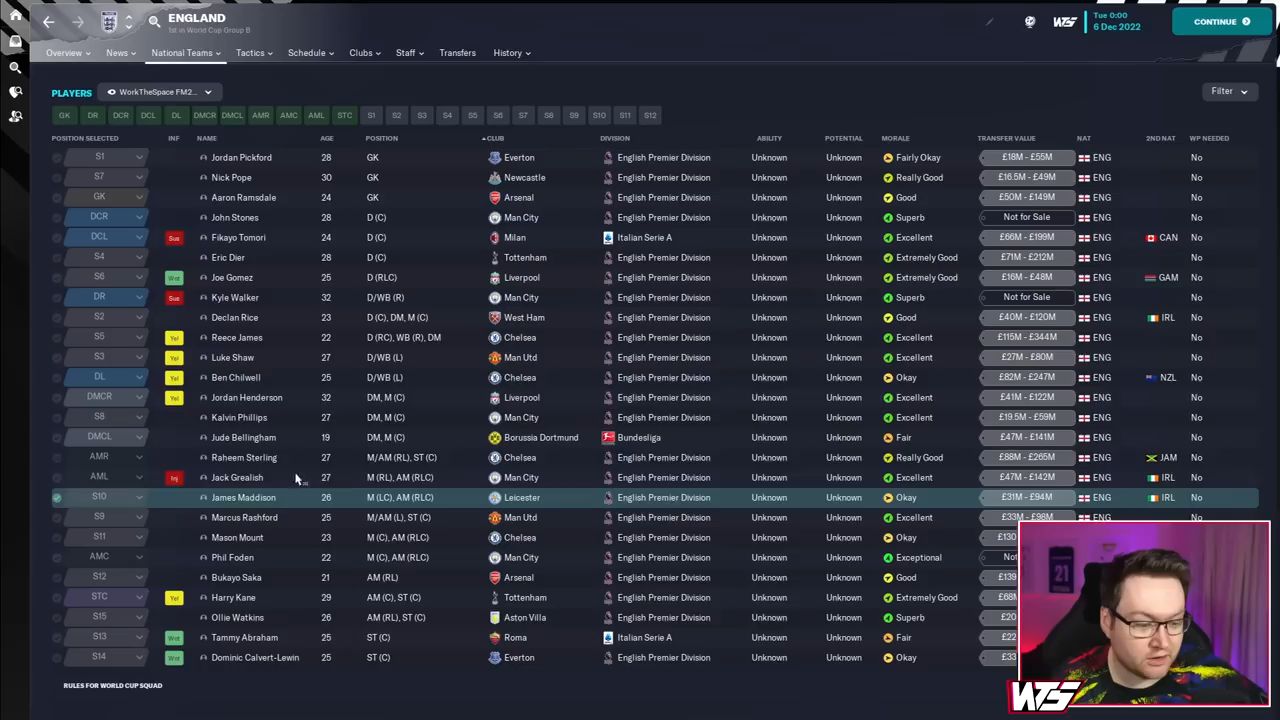 ENGLAND
1st in World Cup Group B
WTS
Tue 0:00
6 Dec 2022
CONTINUE
Overview News National Teams Tactics Schedule Clubs Staff Transfers History
PLAYERS WorkTheSpace FM2... Filter
GK DR DCR DCL DL DMCR DMCL AMR AMC AML STC S1 S2 S3 S4 S5 S6 S7 S8 S9 S10 S11 S12
POSITION SELECTED INF NAME AGE POSITION CLUB DIVISION ABILITY POTENTIAL MORALE TRANSFER VALUE NAT 2ND NAT WP NEEDED
S1 Jordan Pickford 28 GK Everton English Premier Division Unknown Unknown Fairly Okay £18M - £55M ENG No
S7 Nick Pope 30 GK Newcastle English Premier Division Unknown Unknown Really Good £16.5M - £49M ENG No
GK Aaron Ramsdale 24 GK Arsenal English Premier Division Unknown Unknown Good £50M - £149M ENG No
DCR John Stones 28 D (C) Man City English Premier Division Unknown Unknown Superb Not for Sale ENG No
DCL Sus Fikayo Tomori 24 D (C) Milan Italian Serie A Unknown Unknown Excellent £66M - £199M ENG CAN No
S4 Eric Dier 28 D (C) Tottenham English Premier Division Unknown Unknown Extremely Good £71M - £212M ENG No
S6 Wnt Joe Gomez 25 D (RLC) Liverpool English Premier Division Unknown Unknown Extremely Good £16M - £48M ENG GAM No
DR Sus Kyle Walker 32 D/WB (R) Man City English Premier Division Unknown Unknown Superb Not for Sale ENG No
S2 Declan Rice 23 D (C), DM, M (C) West Ham English Premier Division Unknown Unknown Good £40M - £120M ENG IRL No
S5 Yel Reece James 22 D (RC), WB (R), DM Chelsea English Premier Division Unknown Unknown Excellent £115M - £344M ENG No
S3 Yel Luke Shaw 27 D/WB (L) Man Utd English Premier Division Unknown Unknown Excellent £27M - £80M ENG No
DL Yel Ben Chilwell 25 D/WB (L) Chelsea English Premier Division Unknown Unknown Okay £82M - £247M ENG NZL No
DMCR Yel Jordan Henderson 32 DM, M (C) Liverpool English Premier Division Unknown Unknown Excellent £41M - £122M ENG No
S8 Kalvin Phillips 27 DM, M (C) Man City English Premier Division Unknown Unknown Excellent £19.5M - £59M ENG No
DMCL Jude Bellingham 19 DM, M (C) Borussia Dortmund Bundesliga Unknown Unknown Fair £47M - £141M ENG No
AMR Raheem Sterling 27 M/AM (RL), ST (C) Chelsea English Premier Division Unknown Unknown Really Good £88M - £265M ENG JAM No
AML Inj Jack Grealish 27 M (RL), AM (RLC) Man City English Premier Division Unknown Unknown Excellent £47M - £142M ENG IRL No
S10 James Maddison 26 M (LC), AM (RLC) Leicester English Premier Division Unknown Unknown Okay £31M - £94M ENG IRL No
S9 Marcus Rashford 25 M/AM (L), ST (C) Man Utd English Premier Division Unknown Unknown Excellent £33M - £98M ENG No
S11 Mason Mount 23 M (C), AM (RLC) Chelsea English Premier Division Unknown Unknown Okay £130
AMC Phil Foden 22 M (C), AM (RLC) Man City English Premier Division Unknown Unknown Exceptional Not
S12 Bukayo Saka 21 AM (RL) Arsenal English Premier Division Unknown Unknown Good £139
STC Yel Harry Kane 29 AM (C), ST (C) Tottenham English Premier Division Unknown Unknown Extremely Good £68M
S15 Ollie Watkins 26 AM (RL), ST (C) Aston Villa English Premier Division Unknown Unknown Superb £20
S13 Wnt Tammy Abraham 25 ST (C) Roma Italian Serie A Unknown Unknown Fair £22
S14 Wnt Dominic Calvert-Lewin 25 ST (C) Everton English Premier Division Unknown Unknown Okay £33
RULES FOR WORLD CUP SQUAD
21
WTS